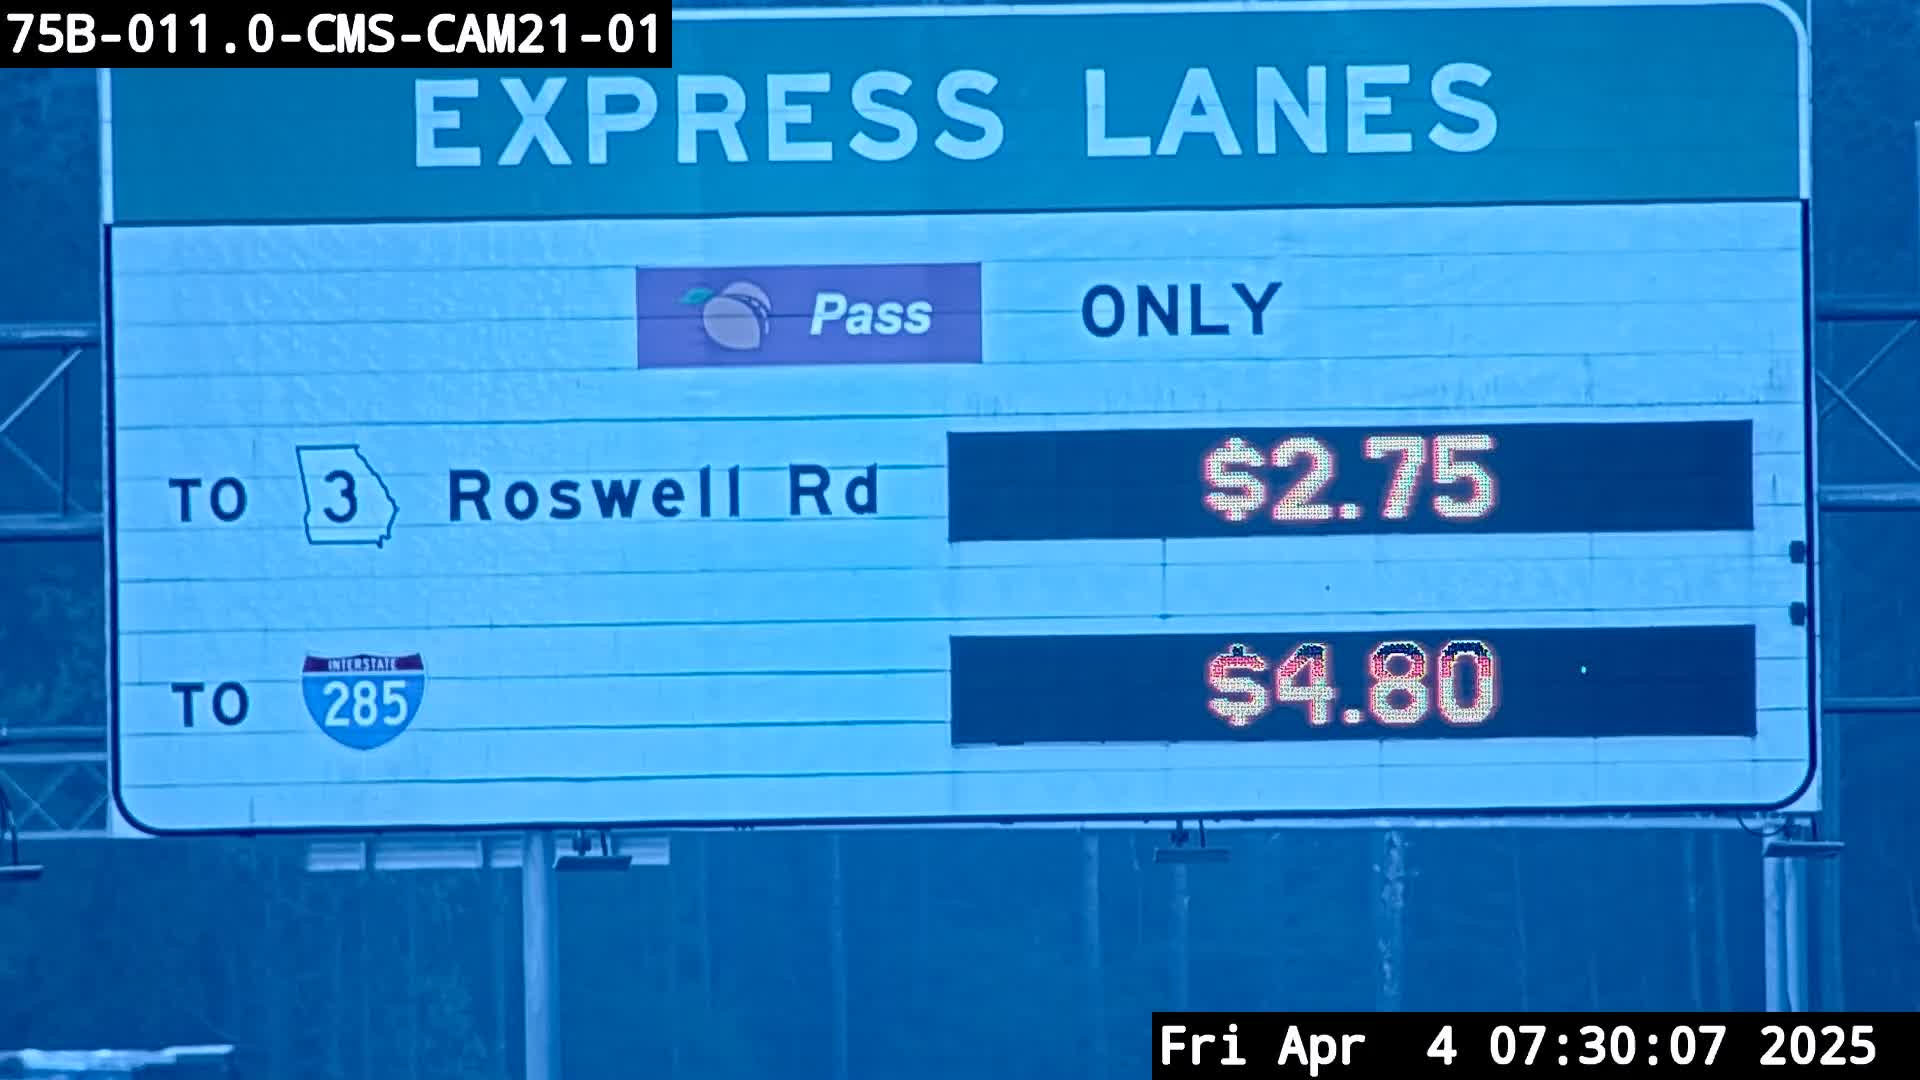 75B-011.0-CMS-CAM21-01
EXPRESS LANES
Pass ONLY
TO 3 Roswell Rd $2.75
INTERSTATE
TO 285 $4.80
Fri Apr 4 07:30:07 2025